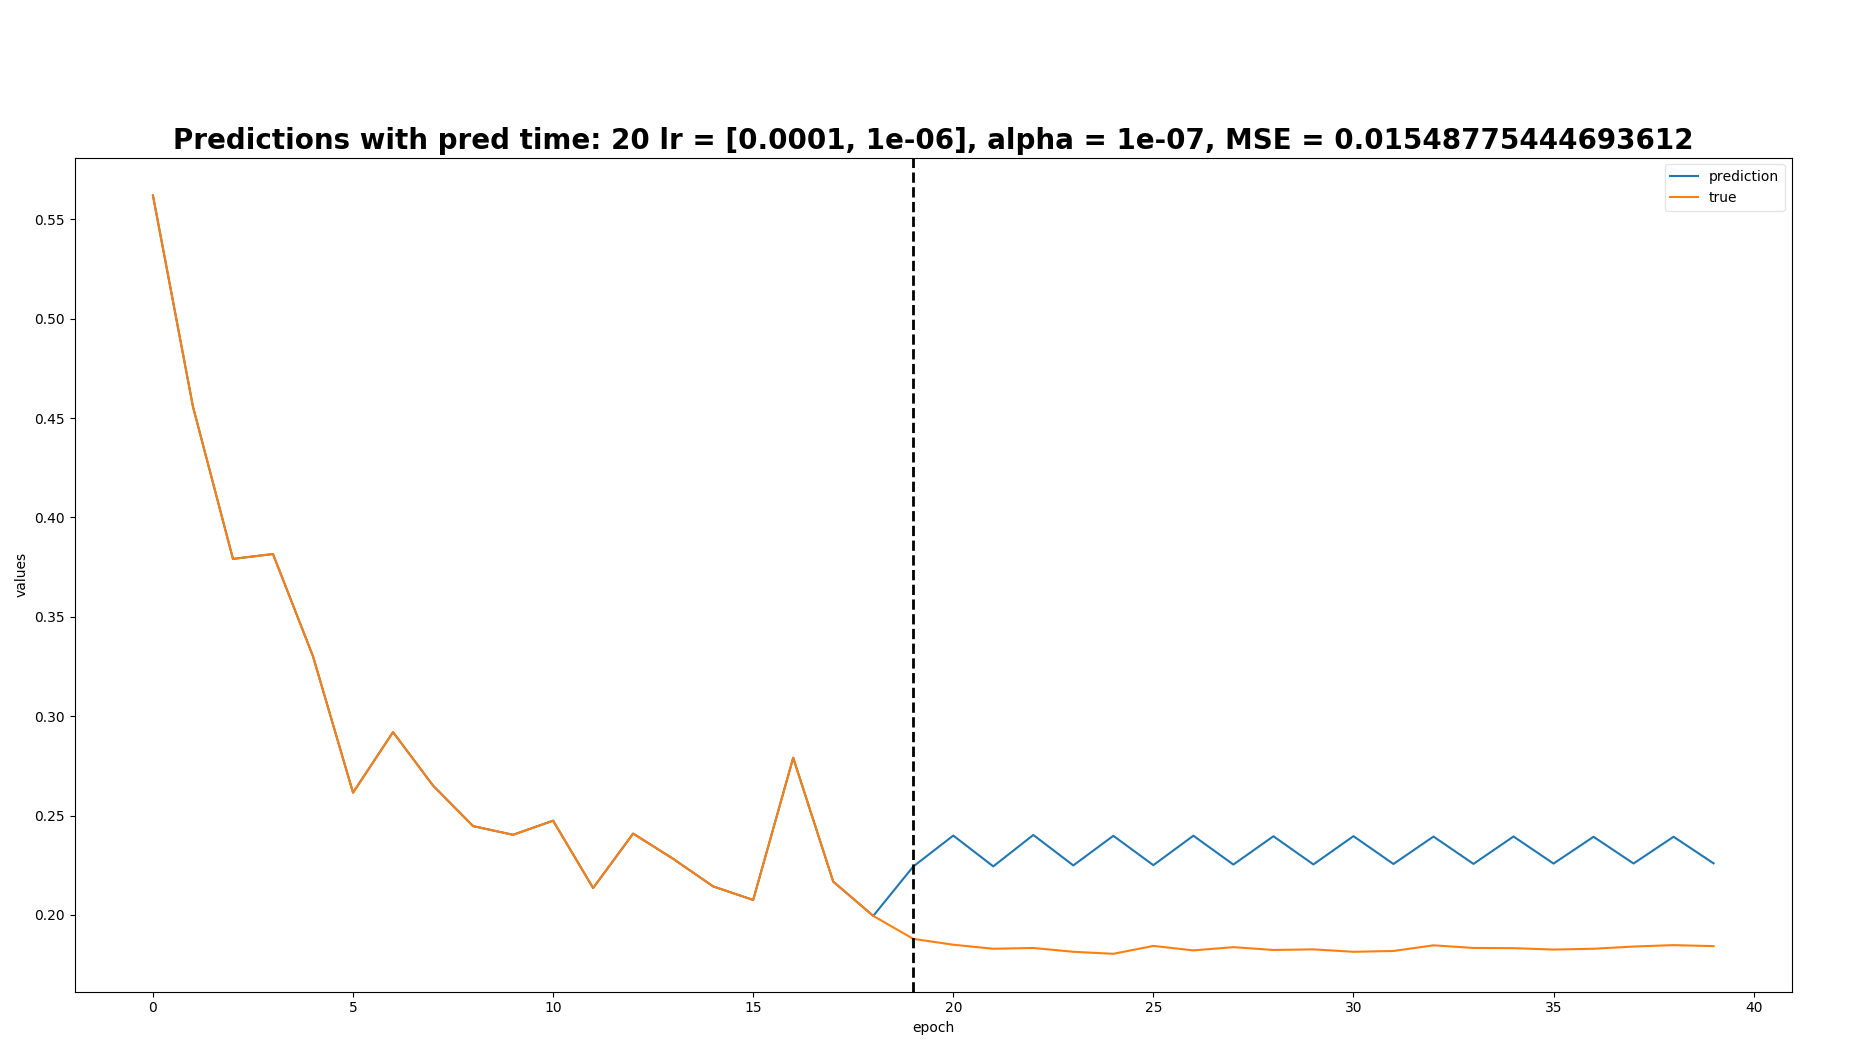 Predictions with pred time: 20 lr = [0.0001, 1e-06], alpha = 1e-07, MSE = 0.01548775444693612
prediction
true
0.55
0.50
0.45
0.40
0.35
0.30
0.25
0.20
values
0 5 10 15 20 25 30 35 40
epoch